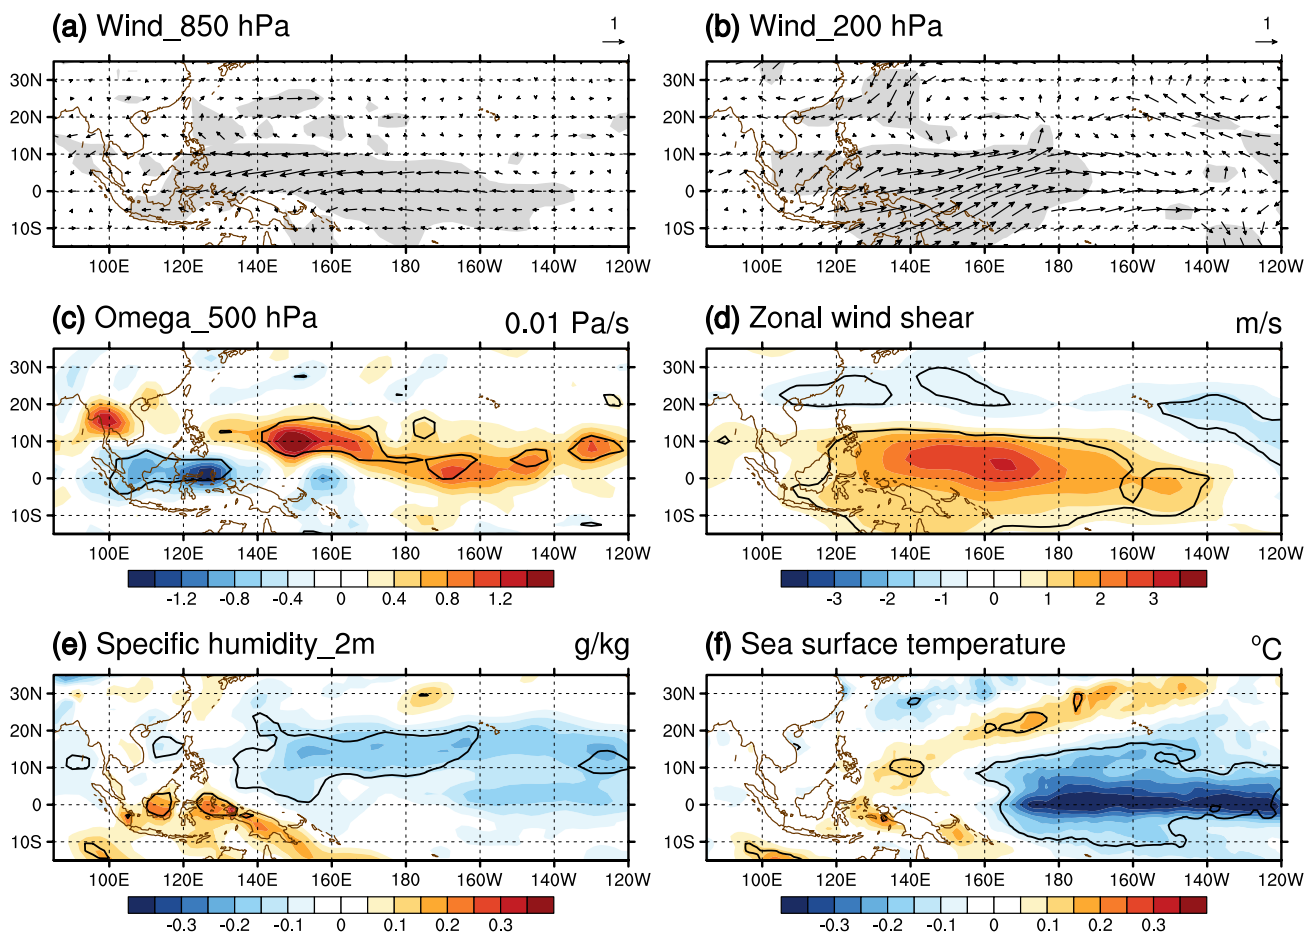 (a) Wind_850 hPa 1
30N
20N
10N
0
10S
100E 120E 140E 160E 180 160W 140W 120W
(b) Wind_200 hPa 1
30N
20N
10N
0
10S
100E 120E 140E 160E 180 160W 140W 120W
(c) Omega_500 hPa 0.01 Pa/s
30N
20N
10N
0
10S
100E 120E 140E 160E 180 160W 140W 120W
-1.2 -0.8 -0.4 0 0.4 0.8 1.2
(d) Zonal wind shear m/s
30N
20N
10N
0
10S
100E 120E 140E 160E 180 160W 140W 120W
-3 -2 -1 0 1 2 3
(e) Specific humidity_2m g/kg
30N
20N
10N
0
10S
100E 120E 140E 160E 180 160W 140W 120W
-0.3 -0.2 -0.1 0 0.1 0.2 0.3
(f) Sea surface temperature °C
30N
20N
10N
0
10S
100E 120E 140E 160E 180 160W 140W 120W
-0.3 -0.2 -0.1 0 0.1 0.2 0.3